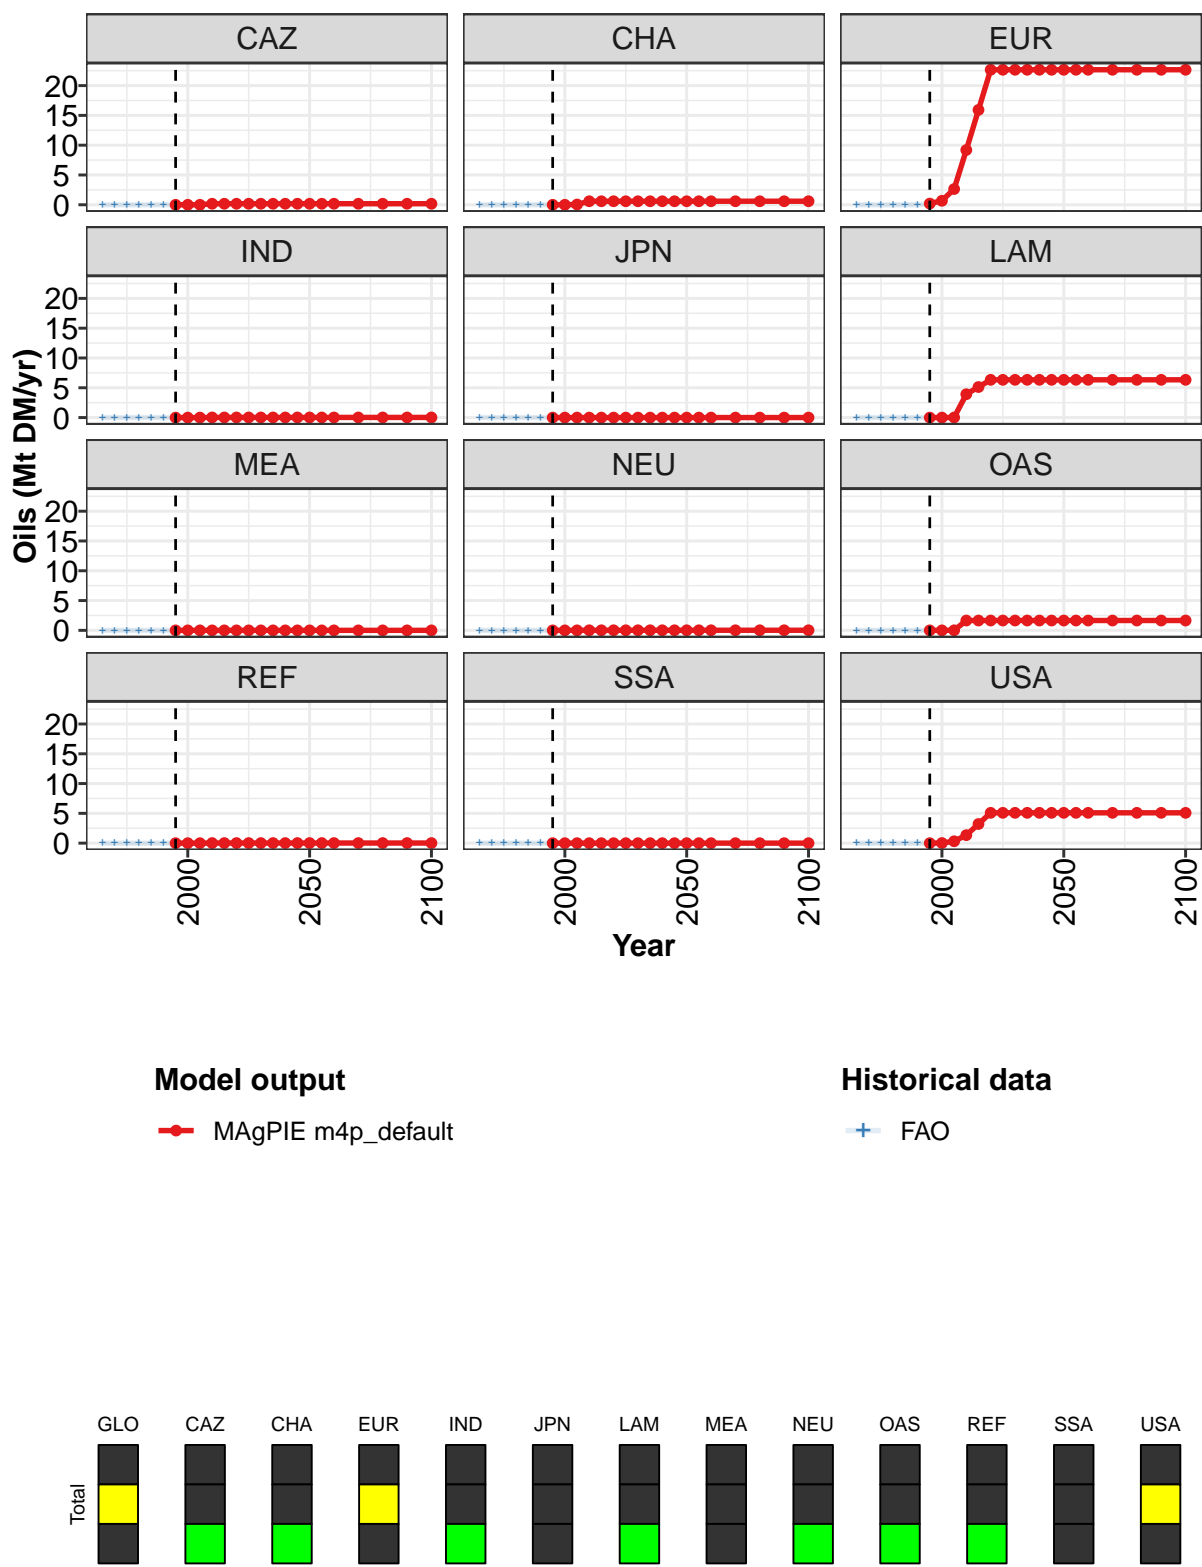 CAZ CHA EUR
20
15
10
5
0
IND JPN LAM
20
15
10
5
0
MEA NEU OAS
20
15
10
5
0
REF SSA USA
20
15
10
5
0
Oils (Mt DM/yr)
2000 2050 2100 2000 2050 2100 2000 2050 2100
Year
Model output Historical data
MAgPIE m4p_default FAO
GLO CAZ CHA EUR IND JPN LAM MEA NEU OAS REF SSA USA
Total